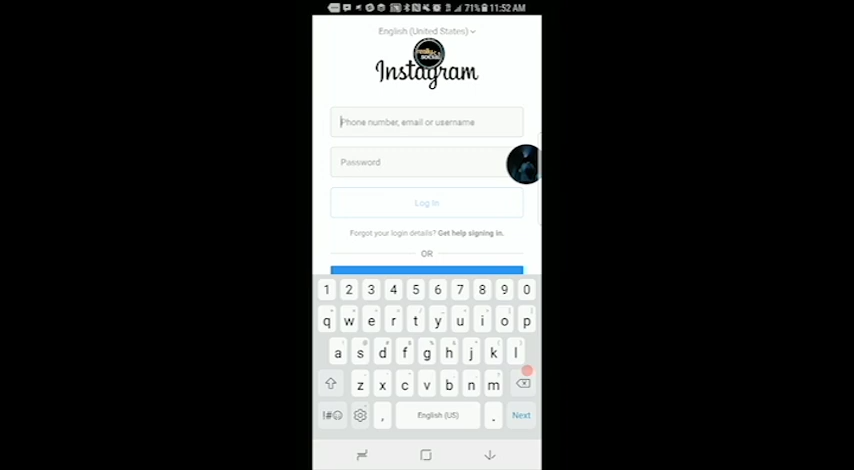 71% 11:52 AM
English (United States)
really
social
Instagram
Phone number, email or username
Password
Log In
Forgot your login details? Get help signing in.
OR
1 2 3 4 5 6 7 8 9 0
q w e r t y u i o p
a s d f g h j k l
z x c v b n m
!#☺ , English (US) . Next